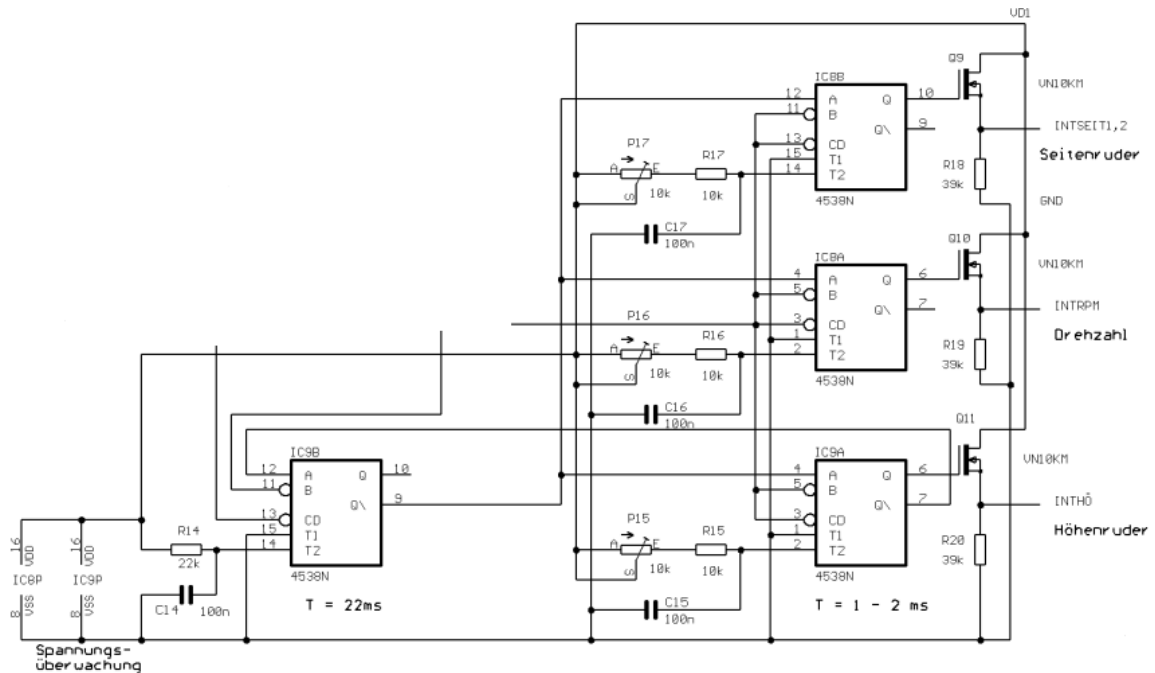 VD1
Q9
IC8B
VN10KM
12 A Q 10
11 B
Q\ 9
13 CD
15 T1
14 T2
4538N
INTSEIT1,2
Seitenruder
R18
39k
GND
P17
R17
A E
S
10k
10k
C17
100n
Q10
IC8A
VN10KM
4 A Q 6
5 B
Q\ 7
3 CD
1 T1
2 T2
4538N
INTRPM
Drehzahl
R19
39k
P16
R16
A E
S
10k
10k
C16
100n
Q11
IC9B
12 A Q 10
11 B
Q\ 9
13 CD
15 T1
14 T2
4538N
T = 22ms
IC9A
VN10KM
4 A Q 6
5 B
Q\ 7
3 CD
1 T1
2 T2
4538N
T = 1 - 2 ms
INTHÖ
Höhenruder
R20
39k
P15
R15
A E
S
10k
10k
C15
100n
R14
22k
C14
100n
16 VDD
IC8P
8 VSS
16 VDD
IC9P
8 VSS
Spannungs-
überwachung